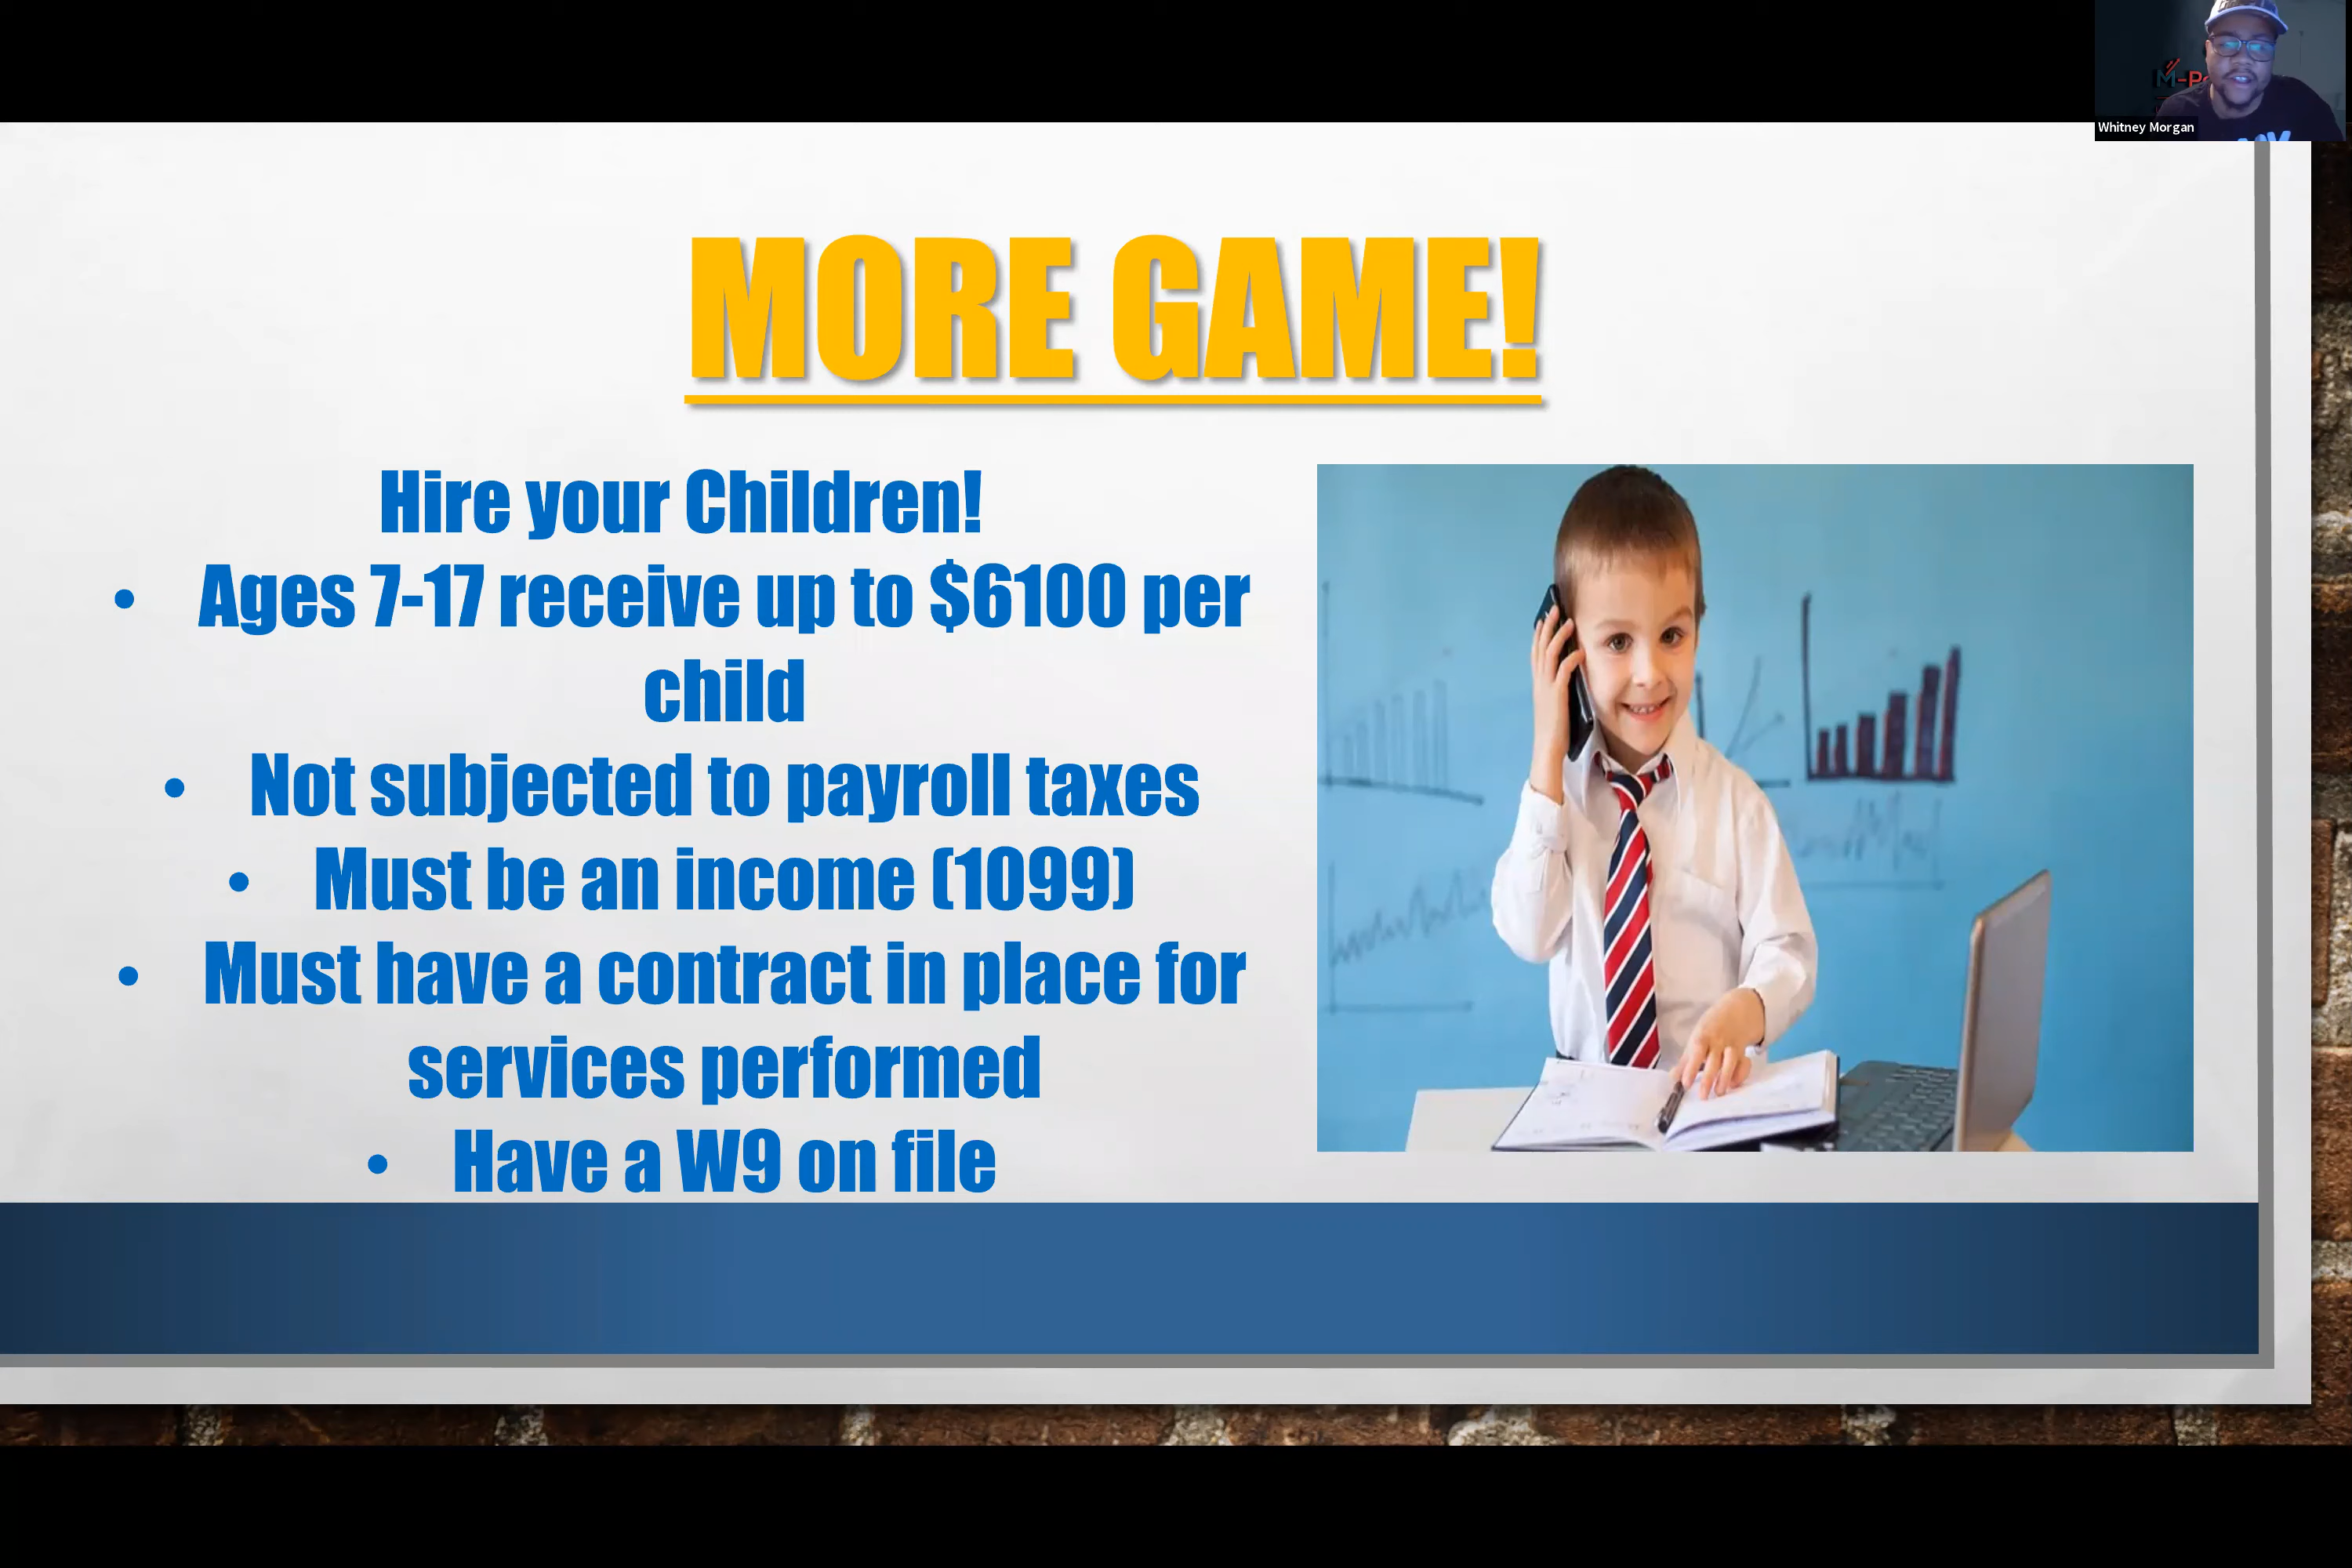 Whitney Morgan
MORE GAME!
Hire your Children!
• Ages 7-17 receive up to $6100 per
child
• Not subjected to payroll taxes
• Must be an income (1099)
• Must have a contract in place for
services performed
• Have a W9 on file